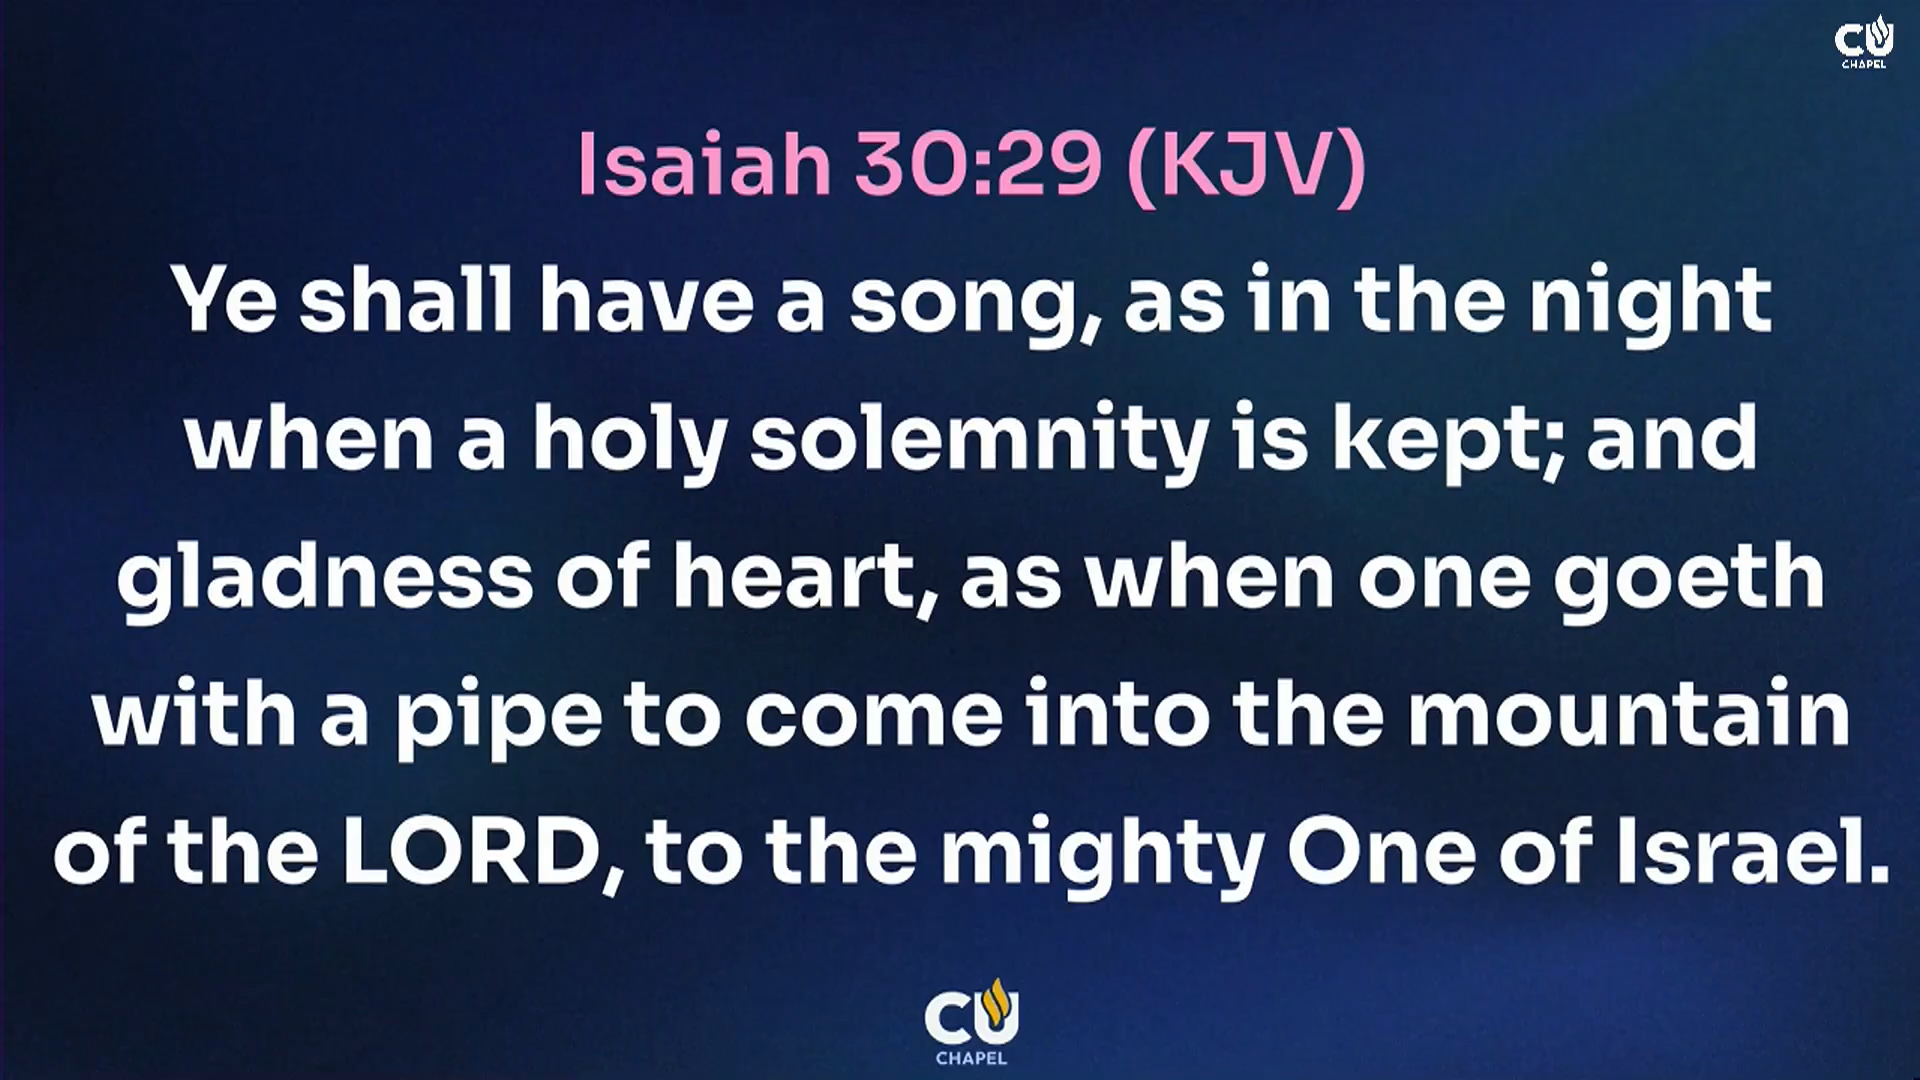 CU
CHAPEL
Isaiah 30:29 (KJV)
Ye shall have a song, as in the night
when a holy solemnity is kept; and
gladness of heart, as when one goeth
with a pipe to come into the mountain
of the LORD, to the mighty One of Israel.
CU
CHAPEL